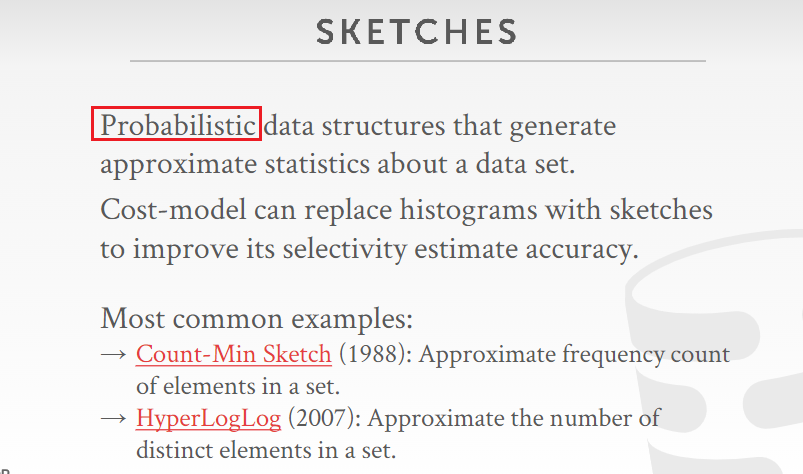 SKETCHES
Probabilistic data structures that generate
approximate statistics about a data set.
Cost-model can replace histograms with sketches
to improve its selectivity estimate accuracy.
Most common examples:
→ Count-Min Sketch (1988): Approximate frequency count
of elements in a set.
→ HyperLogLog (2007): Approximate the number of
distinct elements in a set.